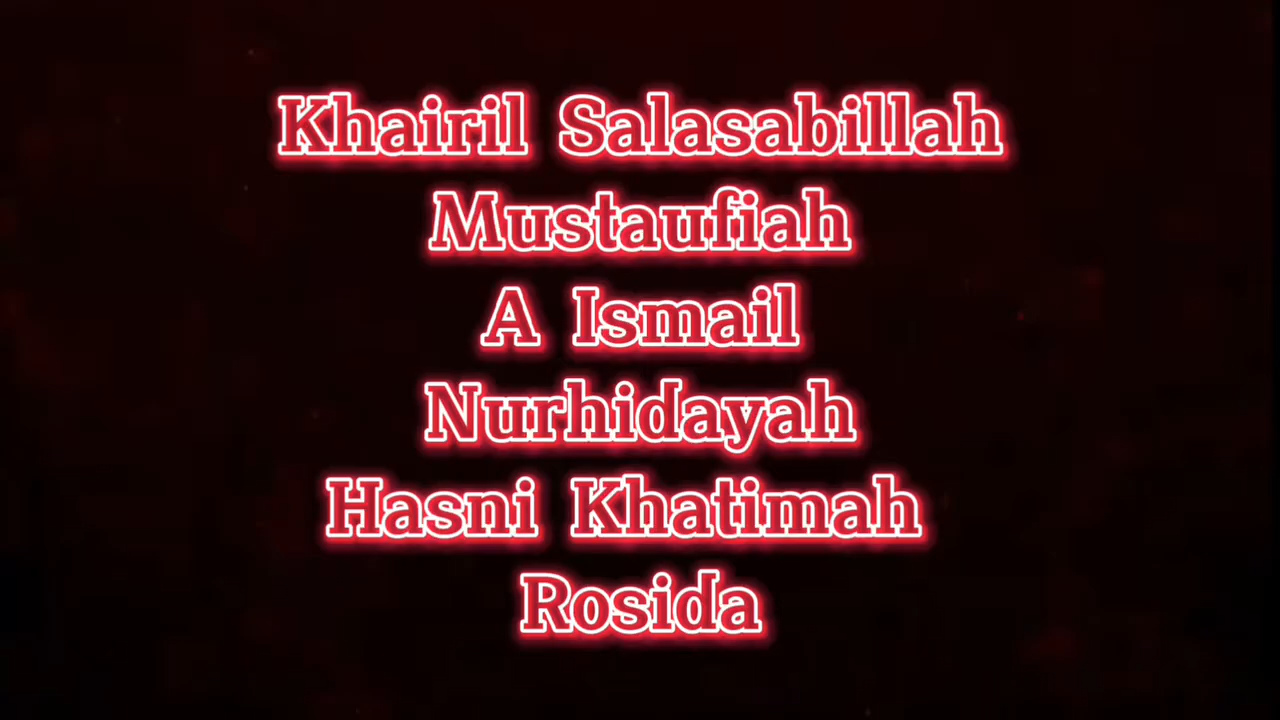 Khairil Salasabillah
Mustaufiah
A Ismail
Nurhidayah
Hasni Khatimah
Rosida